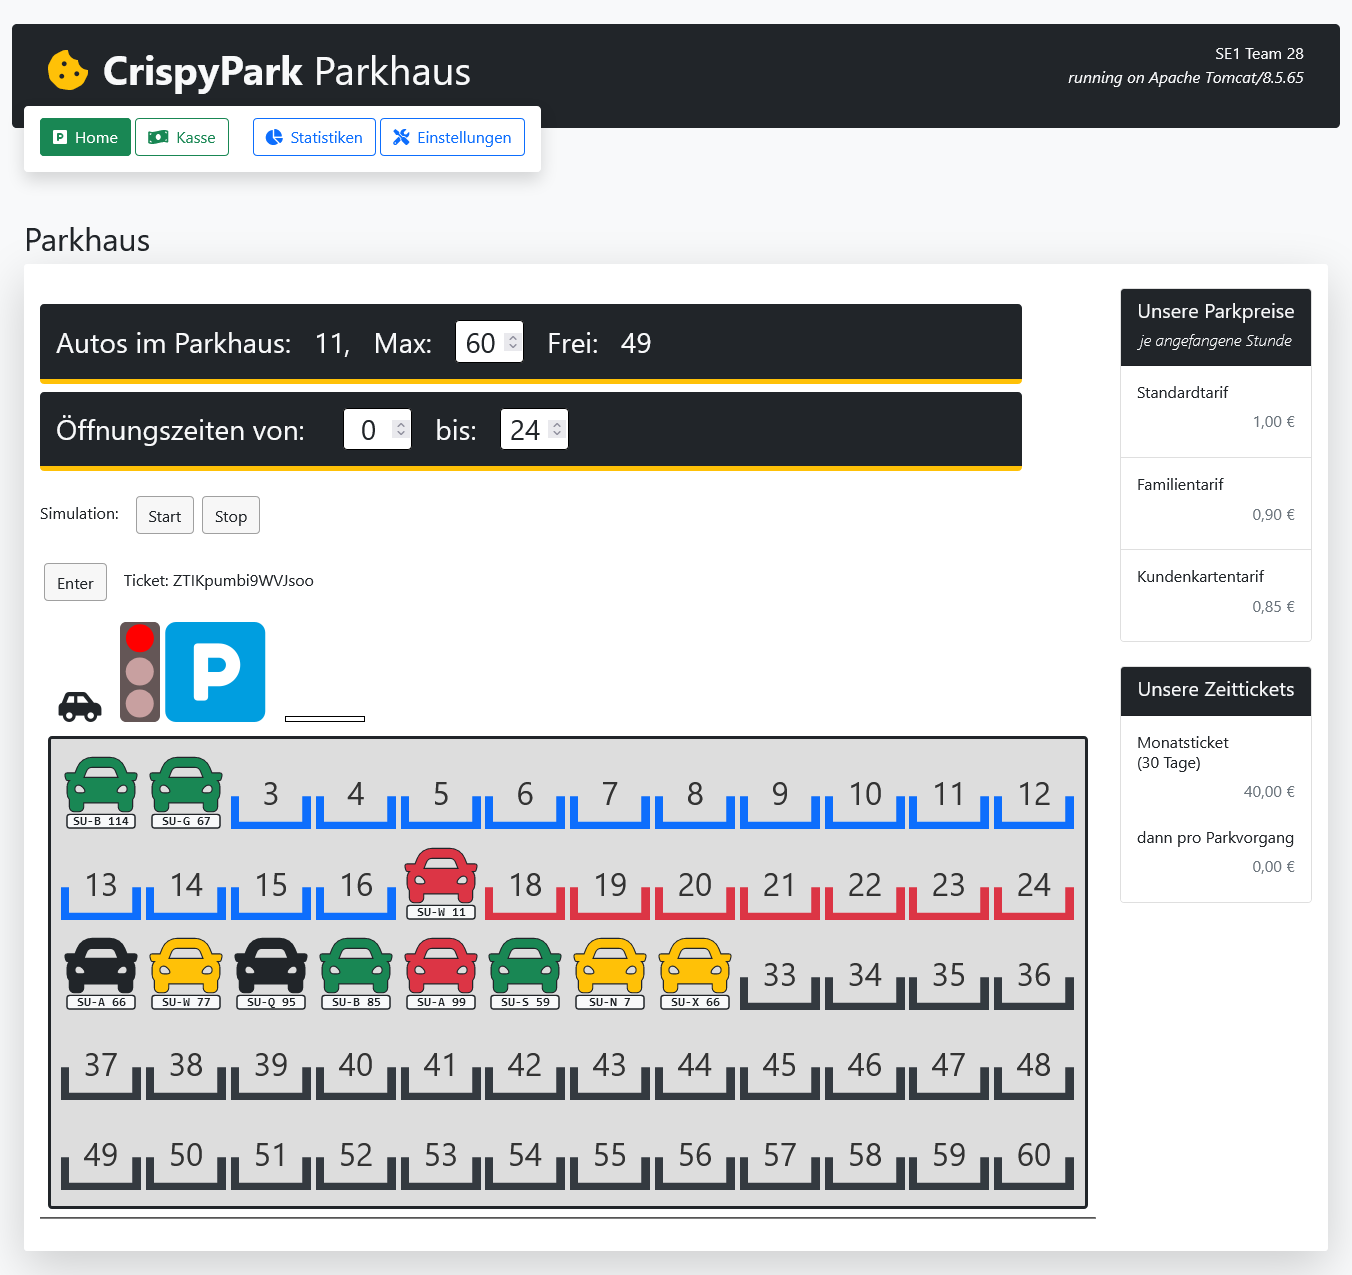 CrispyPark Parkhaus
SE1 Team 28
running on Apache Tomcat/8.5.65
P Home Kasse Statistiken Einstellungen
Parkhaus
Autos im Parkhaus: 11, Max: 60 Frei: 49
Öffnungszeiten von: 0 bis: 24
Simulation: Start Stop
Enter Ticket: ZTIKpumbi9WVJsoo
P
3 4 5 6 7 8 9 10 11 12
SU-B 114 SU-G 67
13 14 15 16 18 19 20 21 22 23 24
SU-W 11
33 34 35 36
SU-A 66 SU-W 77 SU-Q 95 SU-B 85 SU-A 99 SU-S 59 SU-N 7 SU-X 66
37 38 39 40 41 42 43 44 45 46 47 48
49 50 51 52 53 54 55 56 57 58 59 60
Unsere Parkpreise
je angefangene Stunde
Standardtarif
1,00 €
Familientarif
0,90 €
Kundenkartentarif
0,85 €
Unsere Zeittickets
Monatsticket
(30 Tage)
40,00 €
dann pro Parkvorgang
0,00 €